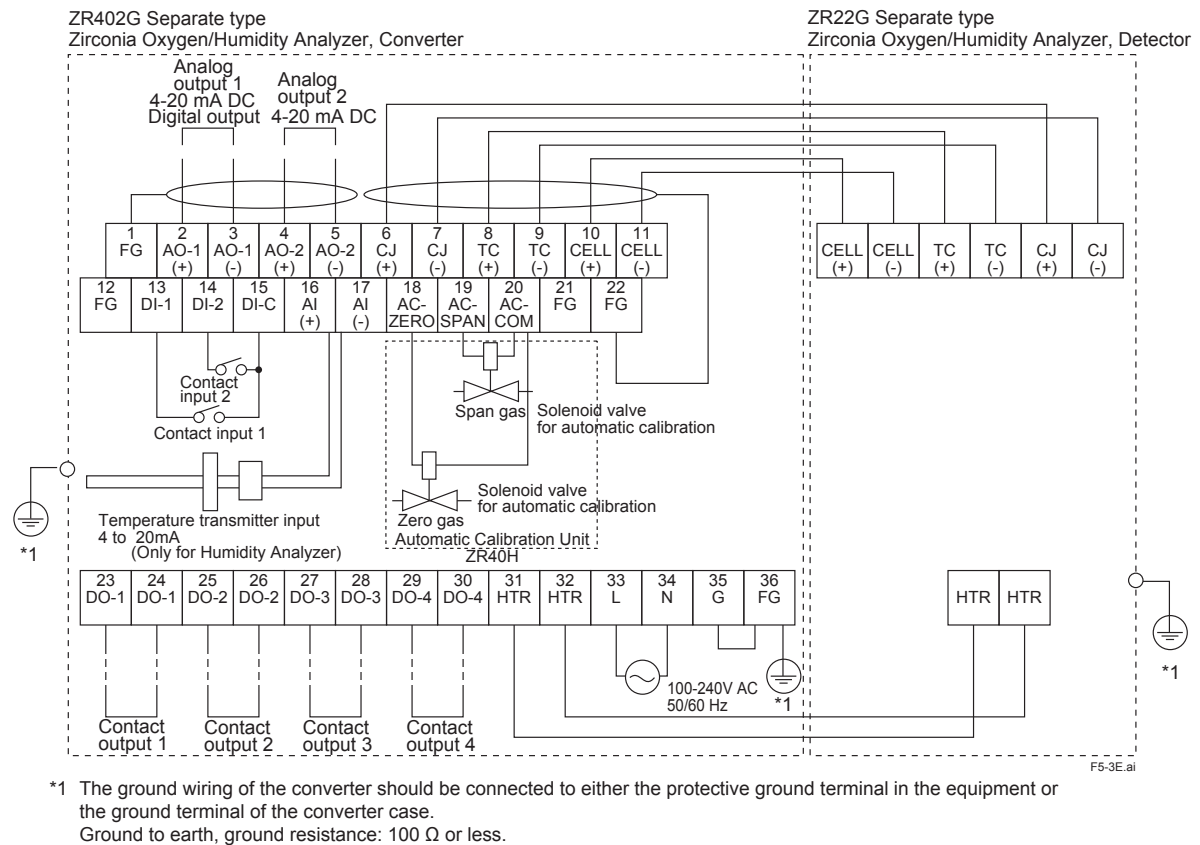 ZR402G Separate type
Zirconia Oxygen/Humidity Analyzer, Converter
ZR22G Separate type
Zirconia Oxygen/Humidity Analyzer, Detector
Analog
output 1
4-20 mA DC
Digital output
Analog
output 2
4-20 mA DC
1 2 3 4 5 6 7 8 9 10 11
FG AO-1 AO-1 AO-2 AO-2 CJ CJ TC TC CELL CELL
(+) (-) (+) (-) (+) (-) (+) (-) (+) (-)
CELL CELL TC TC CJ CJ
(+) (-) (+) (-) (+) (-)
12 13 14 15 16 17 18 19 20 21 22
FG DI-1 DI-2 DI-C AI AI AC- AC- AC- FG FG
(+) (-) ZERO SPAN COM
Contact
input 2
Contact input 1
Span gas
Solenoid valve
for automatic calibration
Zero gas
Solenoid valve
for automatic calibration
Automatic Calibration Unit
ZR40H
*1
Temperature transmitter input
4 to 20mA
(Only for Humidity Analyzer)
23 24 25 26 27 28 29 30 31 32 33 34 35 36
DO-1 DO-1 DO-2 DO-2 DO-3 DO-3 DO-4 DO-4 HTR HTR L N G FG
HTR HTR
*1
100-240V AC
50/60 Hz
*1
Contact
output 1
Contact
output 2
Contact
output 3
Contact
output 4
F5-3E.ai
*1 The ground wiring of the converter should be connected to either the protective ground terminal in the equipment or
the ground terminal of the converter case.
Ground to earth, ground resistance: 100 Ω or less.